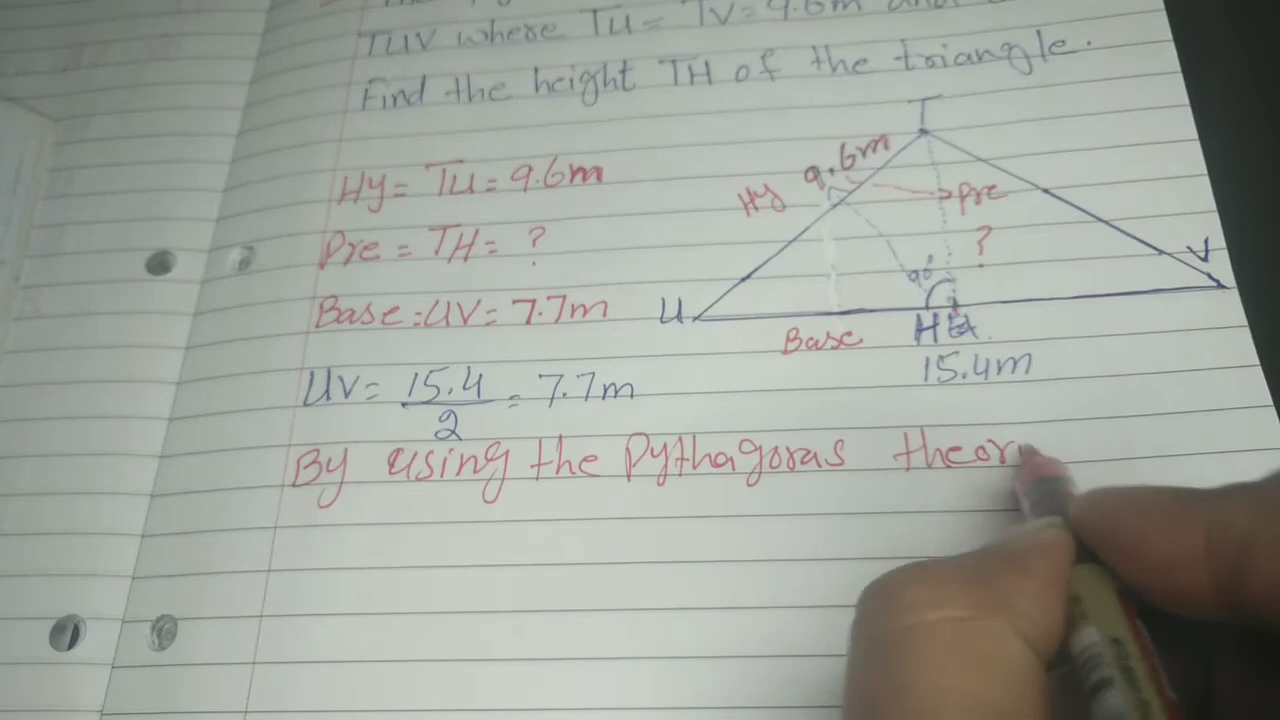 TUV where TU = TV = 9.6m and
Find the height TH of the triangle.
T
Hy = TU = 9.6m
Hy 9.6m
Pre
Pre = TH = ?
?
V
90°
Base = UV = 7.7m
U
Base
H
15.4m
UV = 15.4/2 = 7.7m
By using the Pythagoras theor